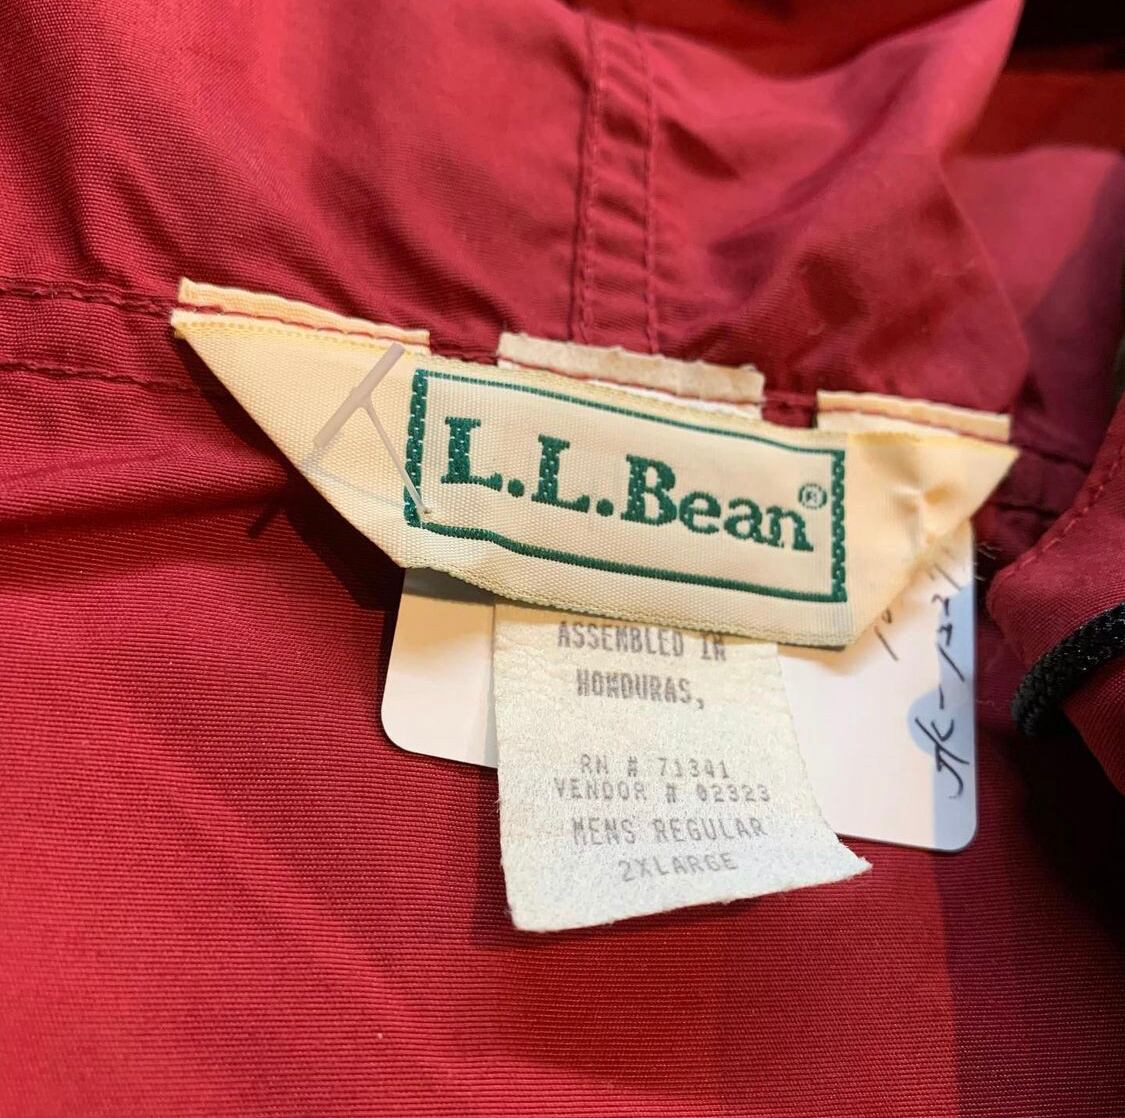 L.L.Bean®
ASSEMBLED IN
HONDURAS,
RN # 71341
VENDOR # 02323
MENS REGULAR
2XLARGE